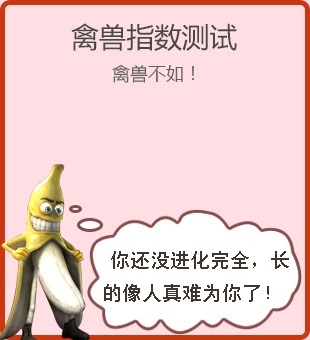 禽兽指数测试
禽兽不如！
你还没进化完全，长
的像人真难为你了！